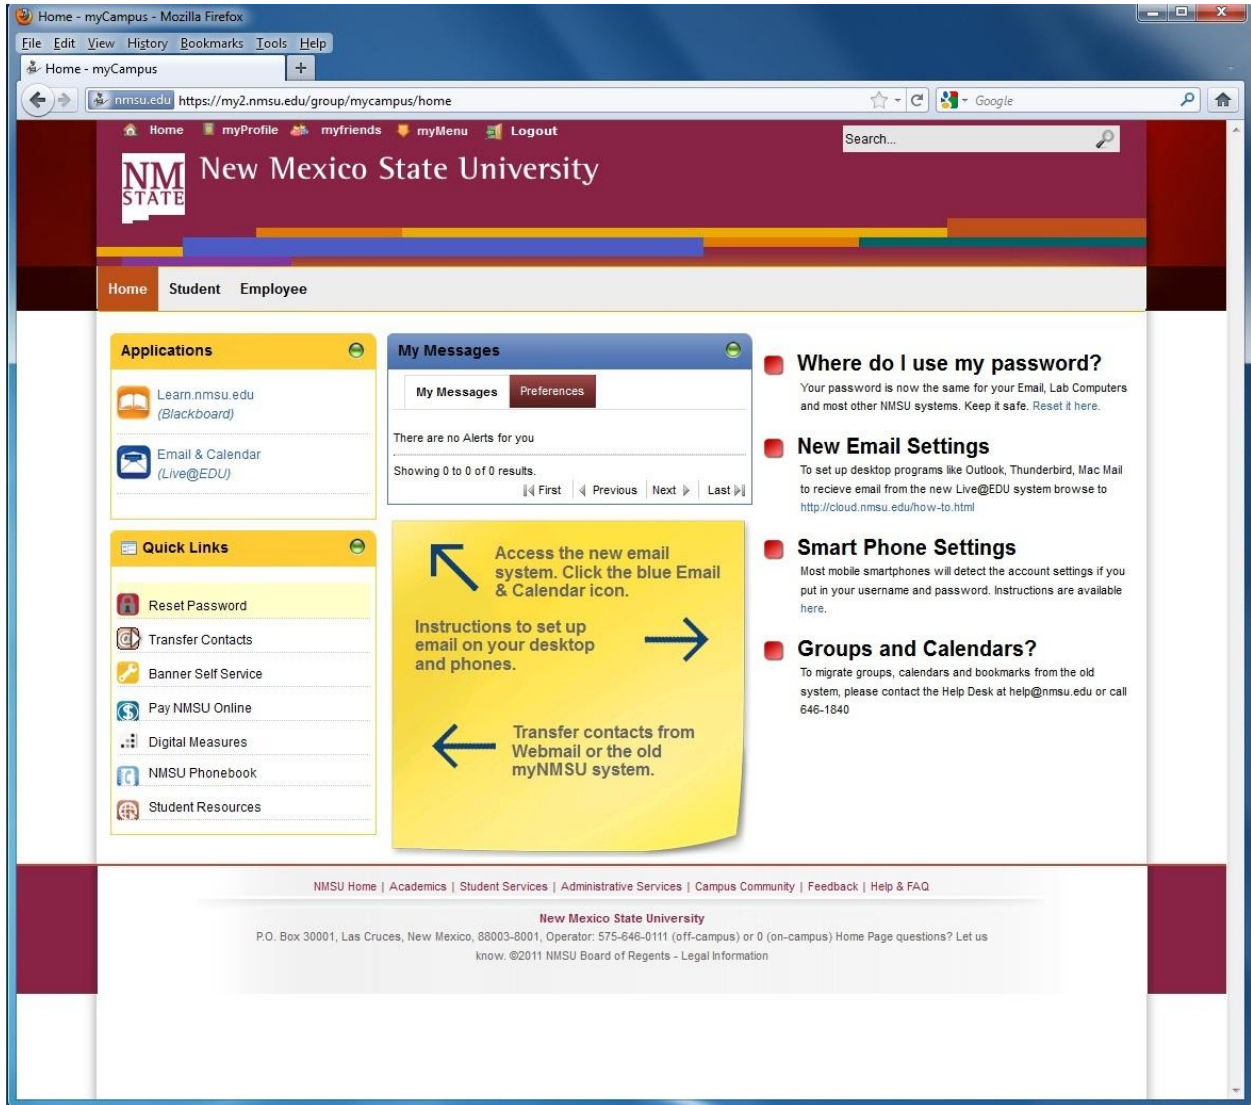 Home - myCampus - Mozilla Firefox
File Edit View History Bookmarks Tools Help
Home - myCampus +
nmsu.edu https://my2.nmsu.edu/group/mycampus/home Google
Home myProfile myfriends myMenu Logout
Search...
NM STATE
New Mexico State University
Home Student Employee
Applications
Learn.nmsu.edu
(Blackboard)
Email & Calendar
(Live@EDU)
Quick Links
Reset Password
Transfer Contacts
Banner Self Service
Pay NMSU Online
Digital Measures
NMSU Phonebook
Student Resources
My Messages
My Messages Preferences
There are no Alerts for you
Showing 0 to 0 of 0 results.
First Previous Next Last
Access the new email
system. Click the blue Email
& Calendar icon.
Instructions to set up
email on your desktop
and phones.
Transfer contacts from
Webmail or the old
myNMSU system.
Where do I use my password?
Your password is now the same for your Email, Lab Computers
and most other NMSU systems. Keep it safe. Reset it here.
New Email Settings
To set up desktop programs like Outlook, Thunderbird, Mac Mail
to recieve email from the new Live@EDU system browse to
http://cloud.nmsu.edu/how-to.html
Smart Phone Settings
Most mobile smartphones will detect the account settings if you
put in your username and password. Instructions are available
here.
Groups and Calendars?
To migrate groups, calendars and bookmarks from the old
system, please contact the Help Desk at help@nmsu.edu or call
646-1840
NMSU Home | Academics | Student Services | Administrative Services | Campus Community | Feedback | Help & FAQ
New Mexico State University
P.O. Box 30001, Las Cruces, New Mexico, 88003-8001, Operator: 575-646-0111 (off-campus) or 0 (on-campus) Home Page questions? Let us
know. ©2011 NMSU Board of Regents - Legal Information